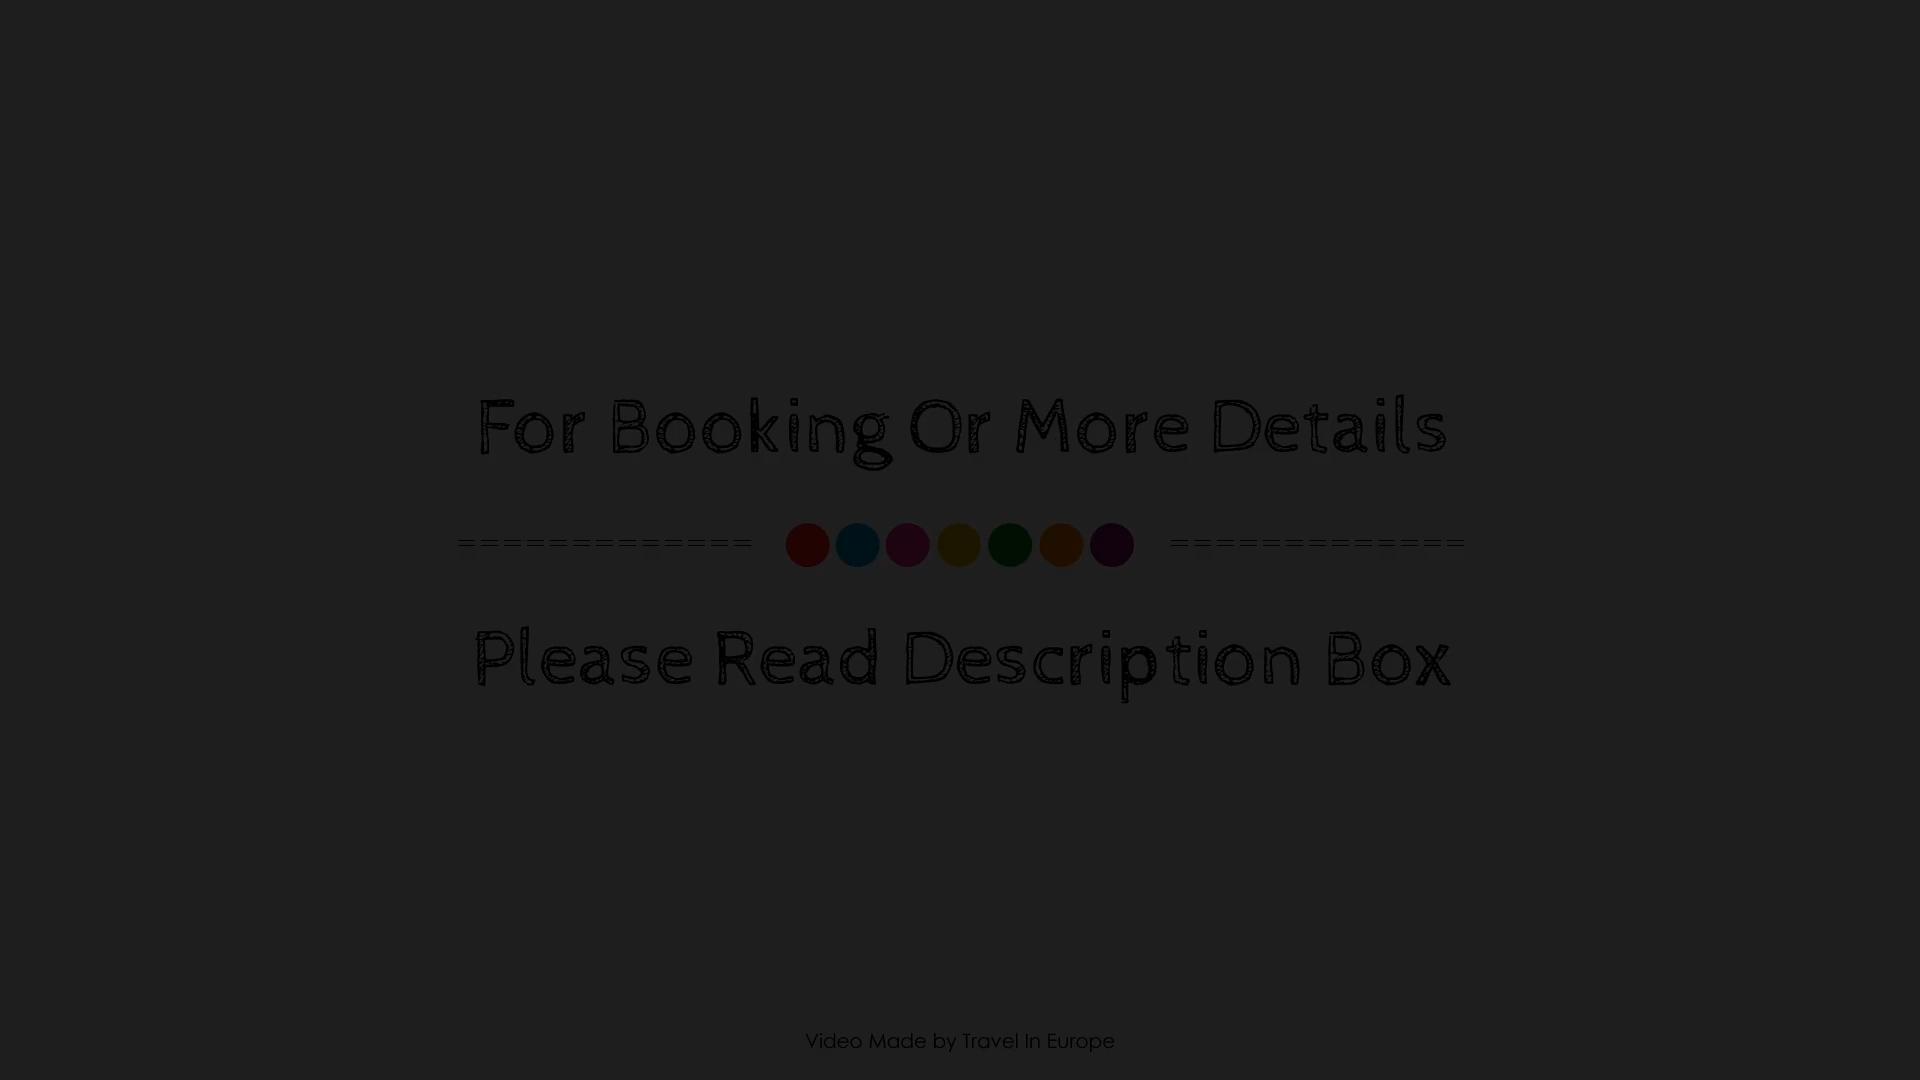 For Booking Or More Details
============= =============
Please Read Description Box
Video Made by Travel In Europe